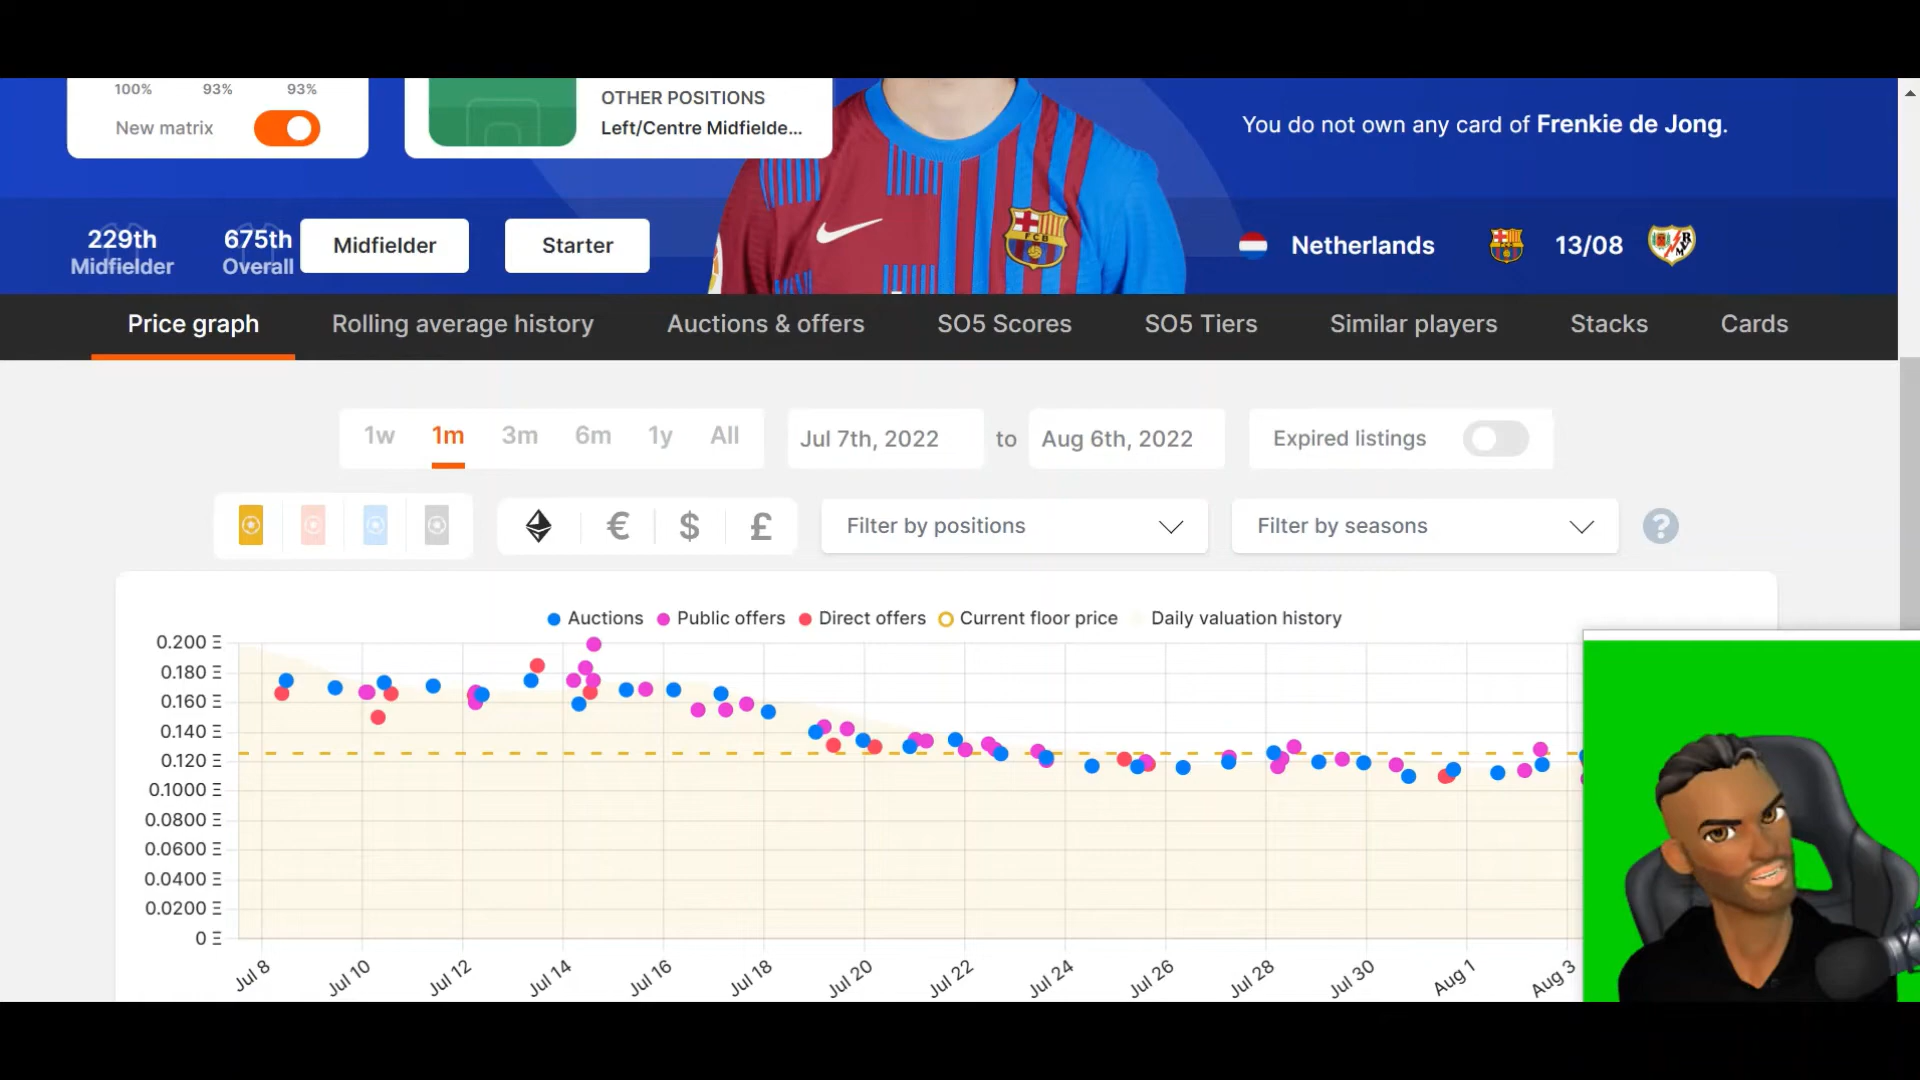 100% 93% 93%
New matrix
OTHER POSITIONS
Left/Centre Midfielde...
You do not own any card of Frenkie de Jong.
229th
Midfielder
675th
Overall
Midfielder
Starter
FCB
Netherlands
13/08
Price graph Rolling average history Auctions & offers SO5 Scores SO5 Tiers Similar players Stacks Cards
1w 1m 3m 6m 1y All
Jul 7th, 2022 to Aug 6th, 2022
Expired listings
€ $ £
Filter by positions
Filter by seasons
?
Auctions Public offers Direct offers Current floor price Daily valuation history
0.200 Ξ
0.180 Ξ
0.160 Ξ
0.140 Ξ
0.120 Ξ
0.1000 Ξ
0.0800 Ξ
0.0600 Ξ
0.0400 Ξ
0.0200 Ξ
0 Ξ
Jul 8 Jul 10 Jul 12 Jul 14 Jul 16 Jul 18 Jul 20 Jul 22 Jul 24 Jul 26 Jul 28 Jul 30 Aug 1 Aug 3